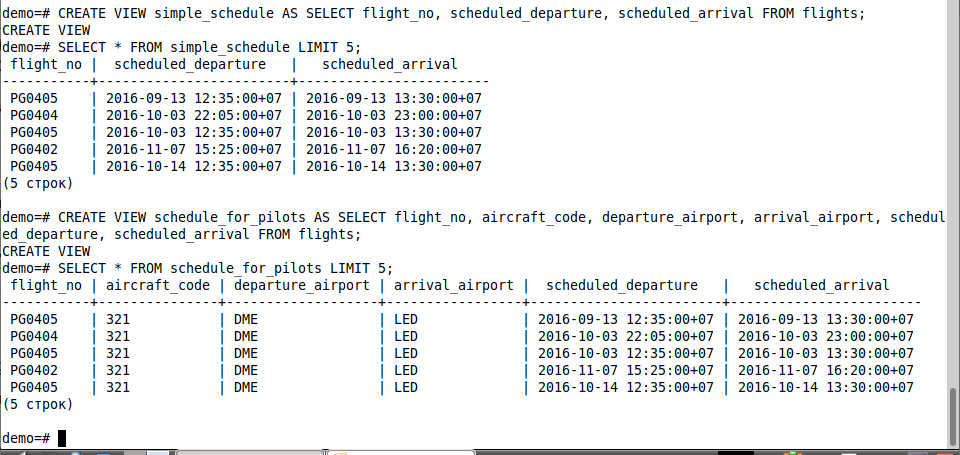 demo=# CREATE VIEW simple_schedule AS SELECT flight_no, scheduled_departure, scheduled_arrival FROM flights;
CREATE VIEW
demo=# SELECT * FROM simple_schedule LIMIT 5;
 flight_no |  scheduled_departure   |   scheduled_arrival
-----------+------------------------+------------------------
 PG0405    | 2016-09-13 12:35:00+07 | 2016-09-13 13:30:00+07
 PG0404    | 2016-10-03 22:05:00+07 | 2016-10-03 23:00:00+07
 PG0405    | 2016-10-03 12:35:00+07 | 2016-10-03 13:30:00+07
 PG0402    | 2016-11-07 15:25:00+07 | 2016-11-07 16:20:00+07
 PG0405    | 2016-10-14 12:35:00+07 | 2016-10-14 13:30:00+07
(5 строк)

demo=# CREATE VIEW schedule_for_pilots AS SELECT flight_no, aircraft_code, departure_airport, arrival_airport, schedul
ed_departure, scheduled_arrival FROM flights;
CREATE VIEW
demo=# SELECT * FROM schedule_for_pilots LIMIT 5;
 flight_no | aircraft_code | departure_airport | arrival_airport |  scheduled_departure   |   scheduled_arrival
-----------+---------------+-------------------+-----------------+------------------------+------------------------
 PG0405    | 321           | DME               | LED             | 2016-09-13 12:35:00+07 | 2016-09-13 13:30:00+07
 PG0404    | 321           | DME               | LED             | 2016-10-03 22:05:00+07 | 2016-10-03 23:00:00+07
 PG0405    | 321           | DME               | LED             | 2016-10-03 12:35:00+07 | 2016-10-03 13:30:00+07
 PG0402    | 321           | DME               | LED             | 2016-11-07 15:25:00+07 | 2016-11-07 16:20:00+07
 PG0405    | 321           | DME               | LED             | 2016-10-14 12:35:00+07 | 2016-10-14 13:30:00+07
(5 строк)

demo=#